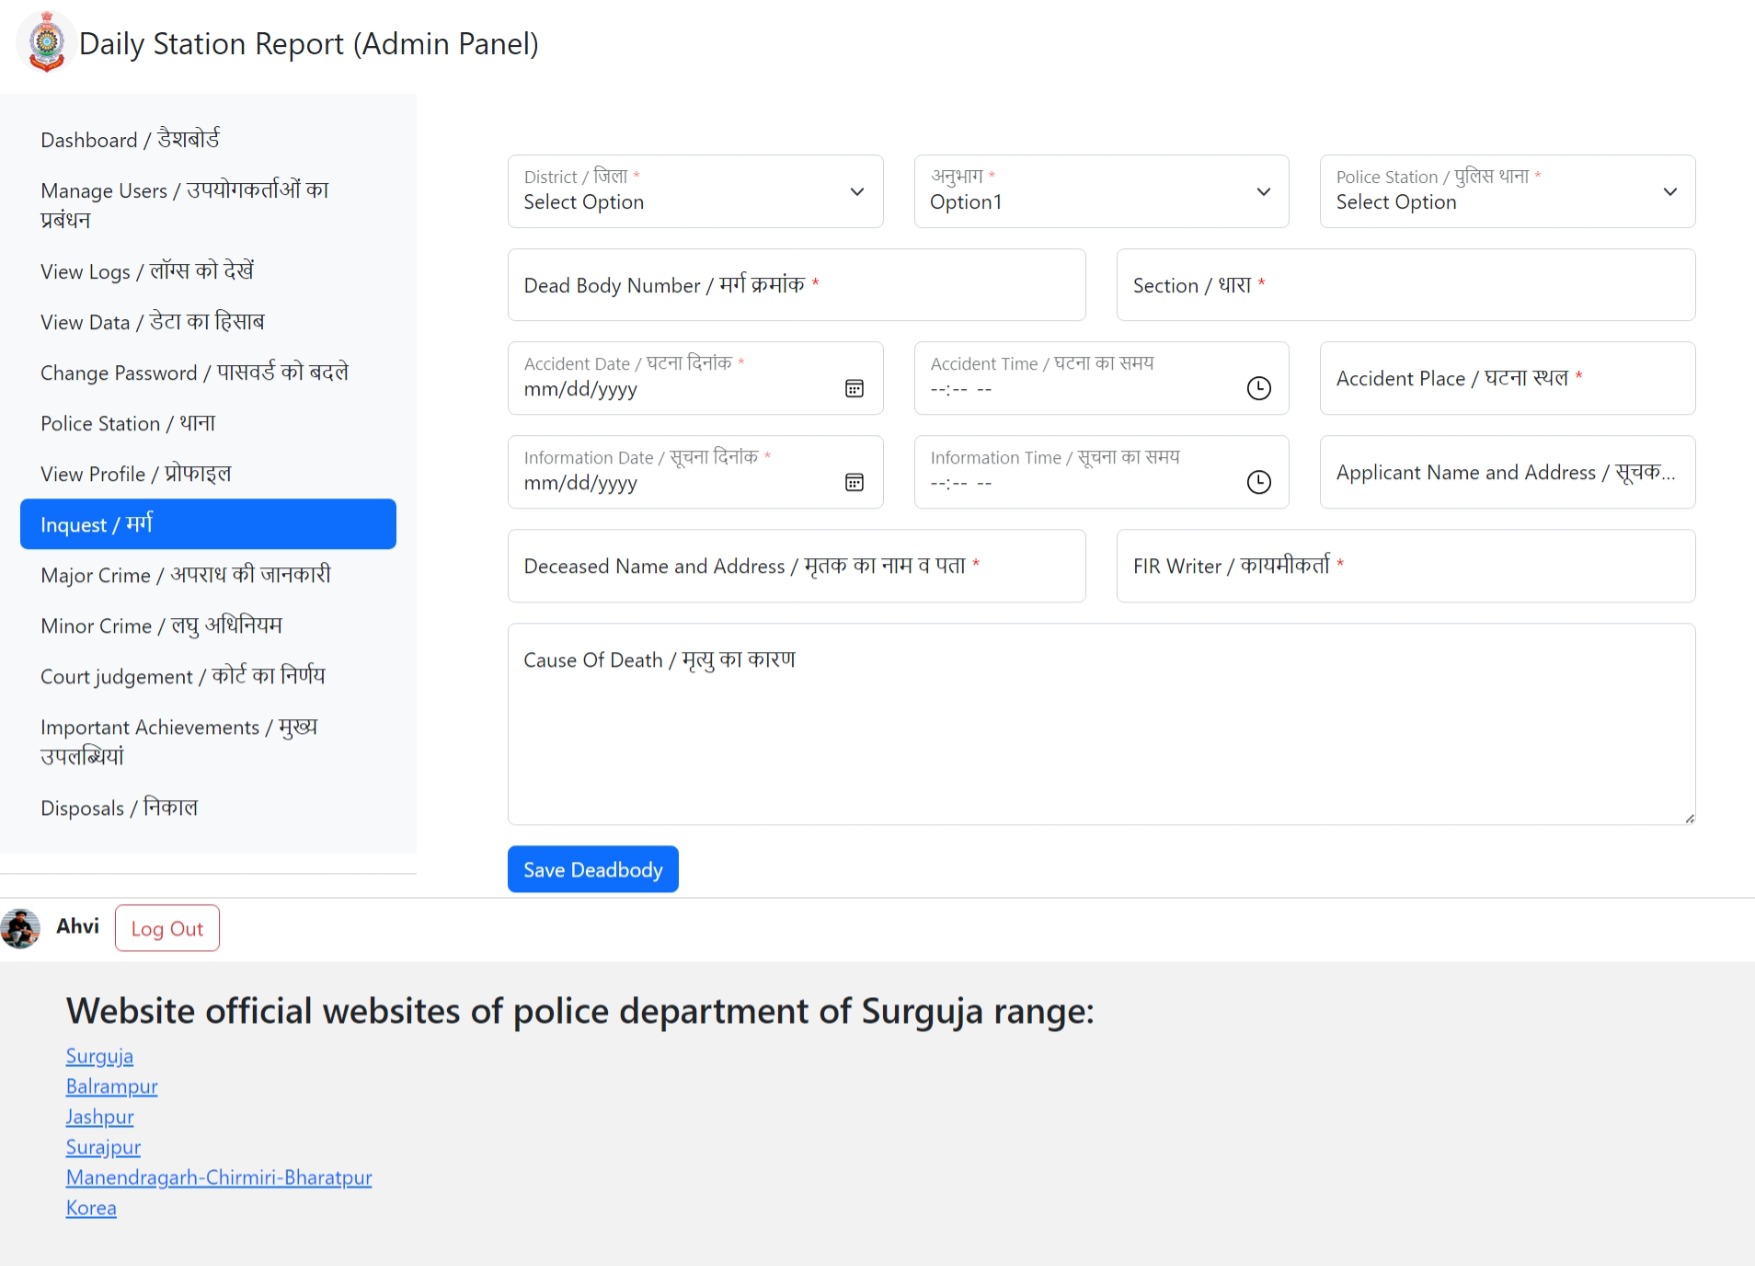 Daily Station Report (Admin Panel)
Dashboard / डैशबोर्ड
Manage Users / उपयोगकर्ताओं का
प्रबंधन
View Logs / लॉग्स को देखें
View Data / डेटा का हिसाब
Change Password / पासवर्ड को बदले
Police Station / थाना
View Profile / प्रोफाइल
Inquest / मर्ग
Major Crime / अपराध की जानकारी
Minor Crime / लघु अधिनियम
Court judgement / कोर्ट का निर्णय
Important Achievements / मुख्य
उपलब्धियां
Disposals / निकाल
District / जिला *
Select Option
अनुभाग *
Option1
Police Station / पुलिस थाना *
Select Option
Dead Body Number / मर्ग क्रमांक *
Section / धारा *
Accident Date / घटना दिनांक *
mm/dd/yyyy
Accident Time / घटना का समय
--:-- --
Accident Place / घटना स्थल *
Information Date / सूचना दिनांक *
mm/dd/yyyy
Information Time / सूचना का समय
--:-- --
Applicant Name and Address / सूचक...
Deceased Name and Address / मृतक का नाम व पता *
FIR Writer / कायमीकर्ता *
Cause Of Death / मृत्यु का कारण
Save Deadbody
Ahvi
Log Out
Website official websites of police department of Surguja range:
Surguja
Balrampur
Jashpur
Surajpur
Manendragarh-Chirmiri-Bharatpur
Korea